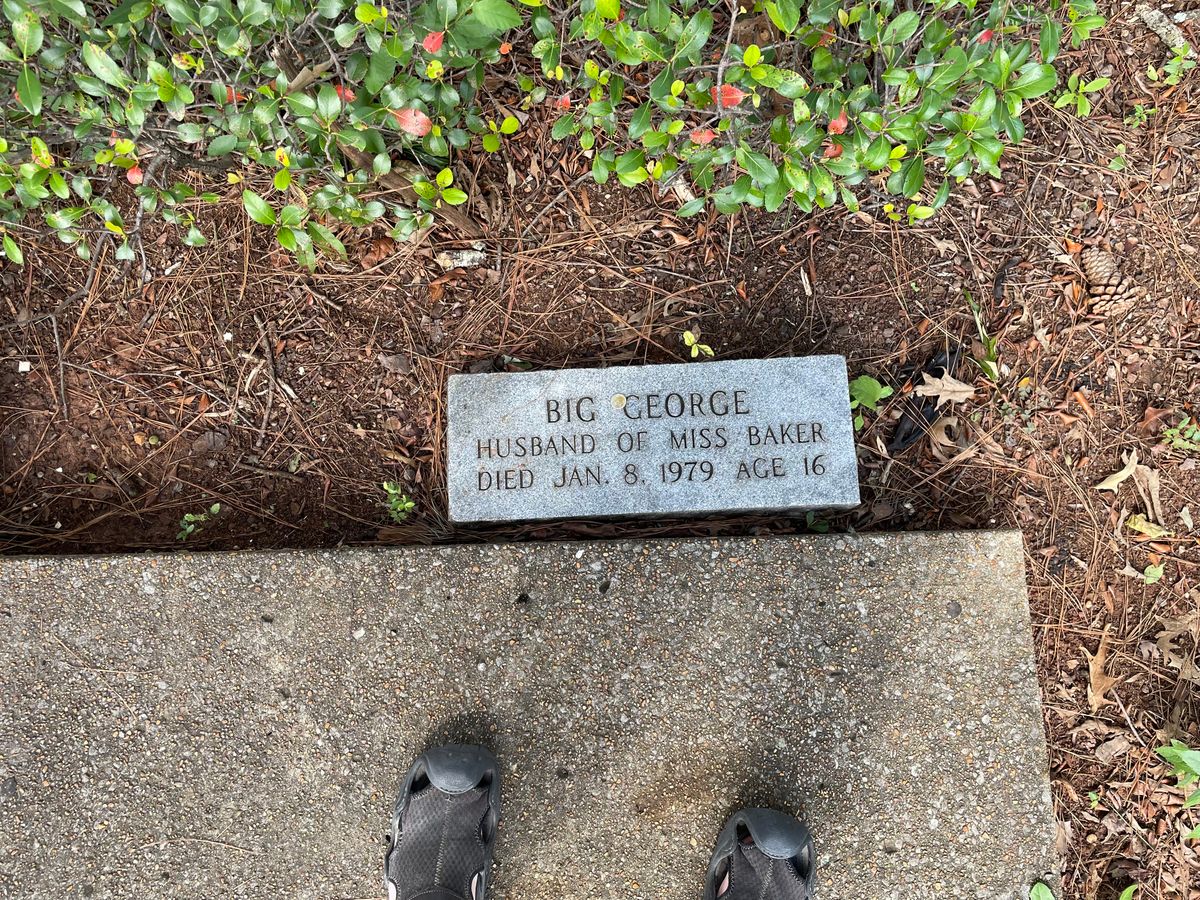 BIG GEORGE
HUSBAND OF MISS BAKER
DIED JAN. 8, 1979 AGE 16